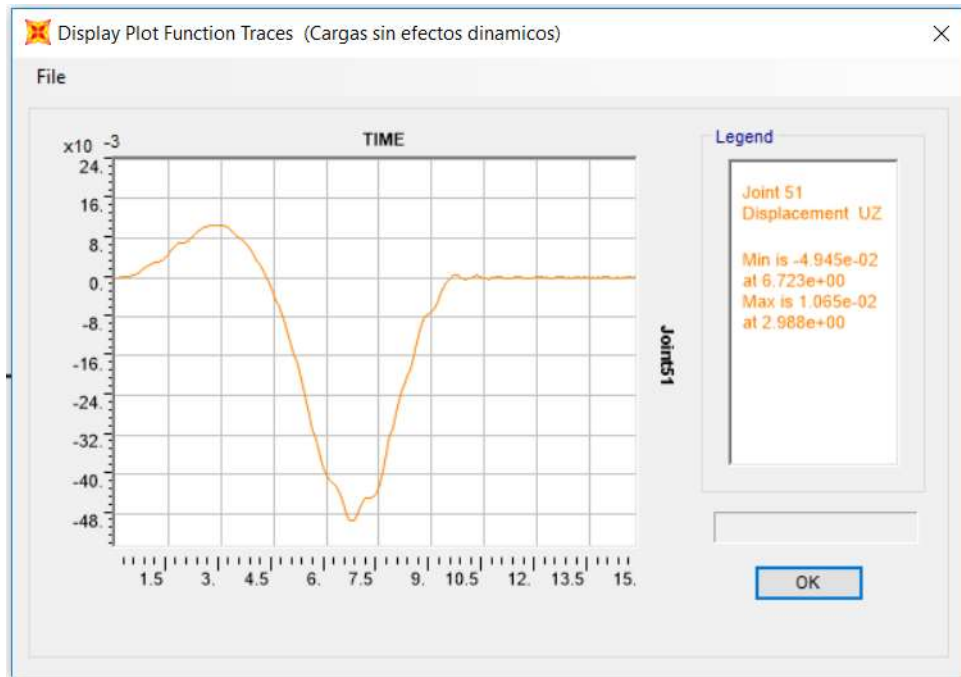 Display Plot Function Traces (Cargas sin efectos dinamicos)
File
x10 -3
TIME
24.
16.
8.
0.
-8.
-16.
-24.
-32.
-40.
-48.
1.5 3. 4.5 6. 7.5 9. 10.5 12. 13.5 15.
Joint51
Legend
Joint 51
Displacement UZ
Min is -4.945e-02
at 6.723e+00
Max is 1.065e-02
at 2.988e+00
OK